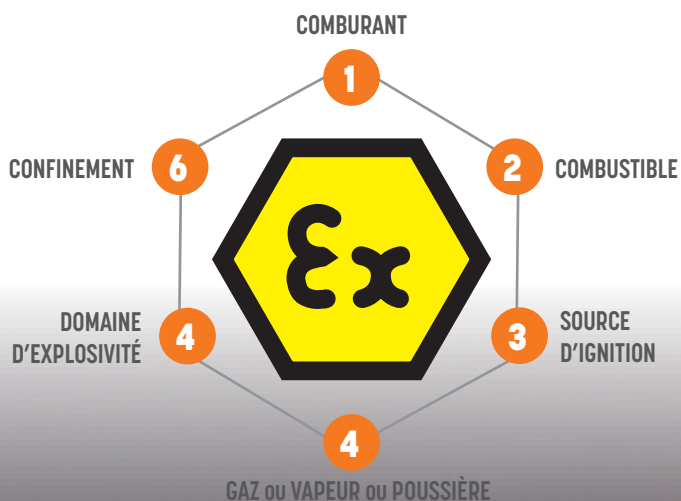 COMBURANT
1
6
CONFINEMENT
2
COMBUSTIBLE
Ex
DOMAINE
D'EXPLOSIVITÉ
4
3
SOURCE
D'IGNITION
4
GAZ ou VAPEUR ou POUSSIÈRE